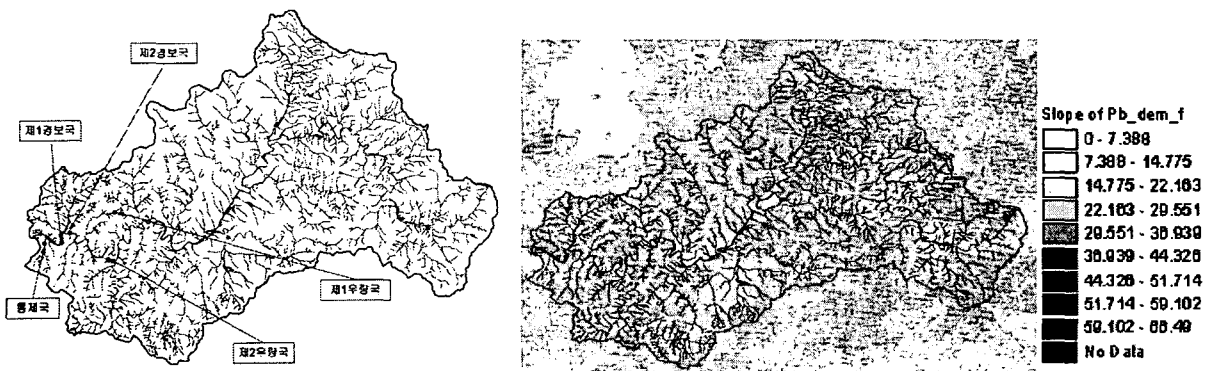 제2경보국
제1경보국
통제국
제1우량국
제2우량국
Slope of Pb_dem_f
0 - 7.388
7.388 - 14.775
14.775 - 22.163
22.163 - 29.551
29.551 - 36.939
36.939 - 44.326
44.326 - 51.714
51.714 - 59.102
59.102 - 66.49
No Data